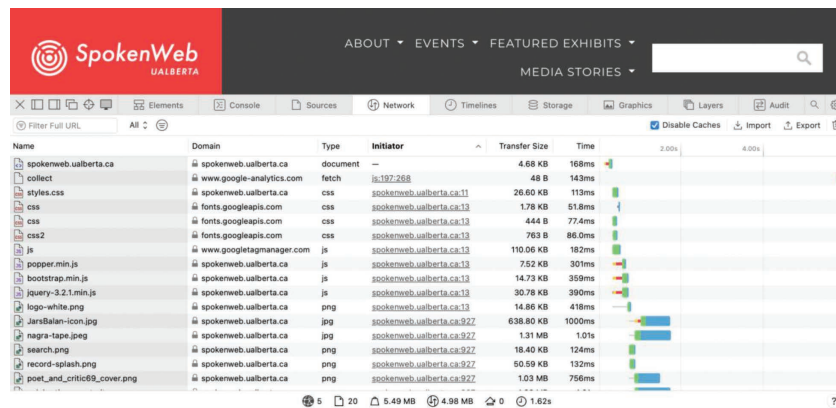 SpokenWeb
UALBERTA
ABOUT EVENTS FEATURED EXHIBITS
MEDIA STORIES
Elements Console Sources Network Timelines Storage Graphics Layers Audit
Filter Full URL All Disable Caches Import Export
Name Domain Type Initiator Transfer Size Time 2.00s 4.00s
spokenweb.ualberta.ca spokenweb.ualberta.ca document — 4.68 KB 168ms
collect www.google-analytics.com fetch js:197:268 48 B 143ms
styles.css spokenweb.ualberta.ca css spokenweb.ualberta.ca:11 26.60 KB 113ms
css fonts.googleapis.com css spokenweb.ualberta.ca:13 1.78 KB 51.8ms
css fonts.googleapis.com css spokenweb.ualberta.ca:13 444 B 77.4ms
css2 fonts.googleapis.com css spokenweb.ualberta.ca:13 763 B 86.0ms
js www.googletagmanager.com js spokenweb.ualberta.ca:13 110.06 KB 182ms
popper.min.js spokenweb.ualberta.ca js spokenweb.ualberta.ca:13 7.52 KB 301ms
bootstrap.min.js spokenweb.ualberta.ca js spokenweb.ualberta.ca:13 14.73 KB 359ms
jquery-3.2.1.min.js spokenweb.ualberta.ca js spokenweb.ualberta.ca:13 30.78 KB 390ms
logo-white.png spokenweb.ualberta.ca png spokenweb.ualberta.ca:13 14.86 KB 418ms
JarsBalan-icon.jpg spokenweb.ualberta.ca jpg spokenweb.ualberta.ca:927 638.80 KB 1000ms
nagra-tape.jpeg spokenweb.ualberta.ca jpg spokenweb.ualberta.ca:927 1.31 MB 1.01s
search.png spokenweb.ualberta.ca png spokenweb.ualberta.ca:927 18.40 KB 124ms
record-splash.png spokenweb.ualberta.ca png spokenweb.ualberta.ca:927 50.59 KB 132ms
poet_and_critic69_cover.png spokenweb.ualberta.ca png spokenweb.ualberta.ca:927 1.03 MB 756ms
5 20 5.49 MB 4.98 MB 0 1.62s